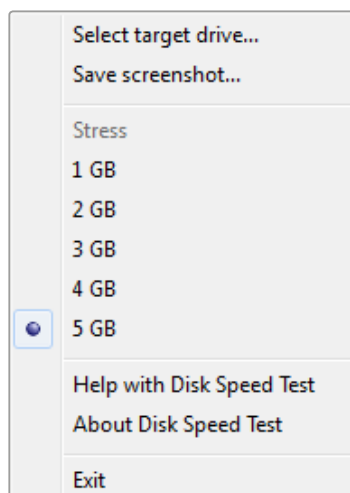 Select target drive...
Save screenshot...
Stress
1 GB
2 GB
3 GB
4 GB
5 GB
Help with Disk Speed Test
About Disk Speed Test
Exit